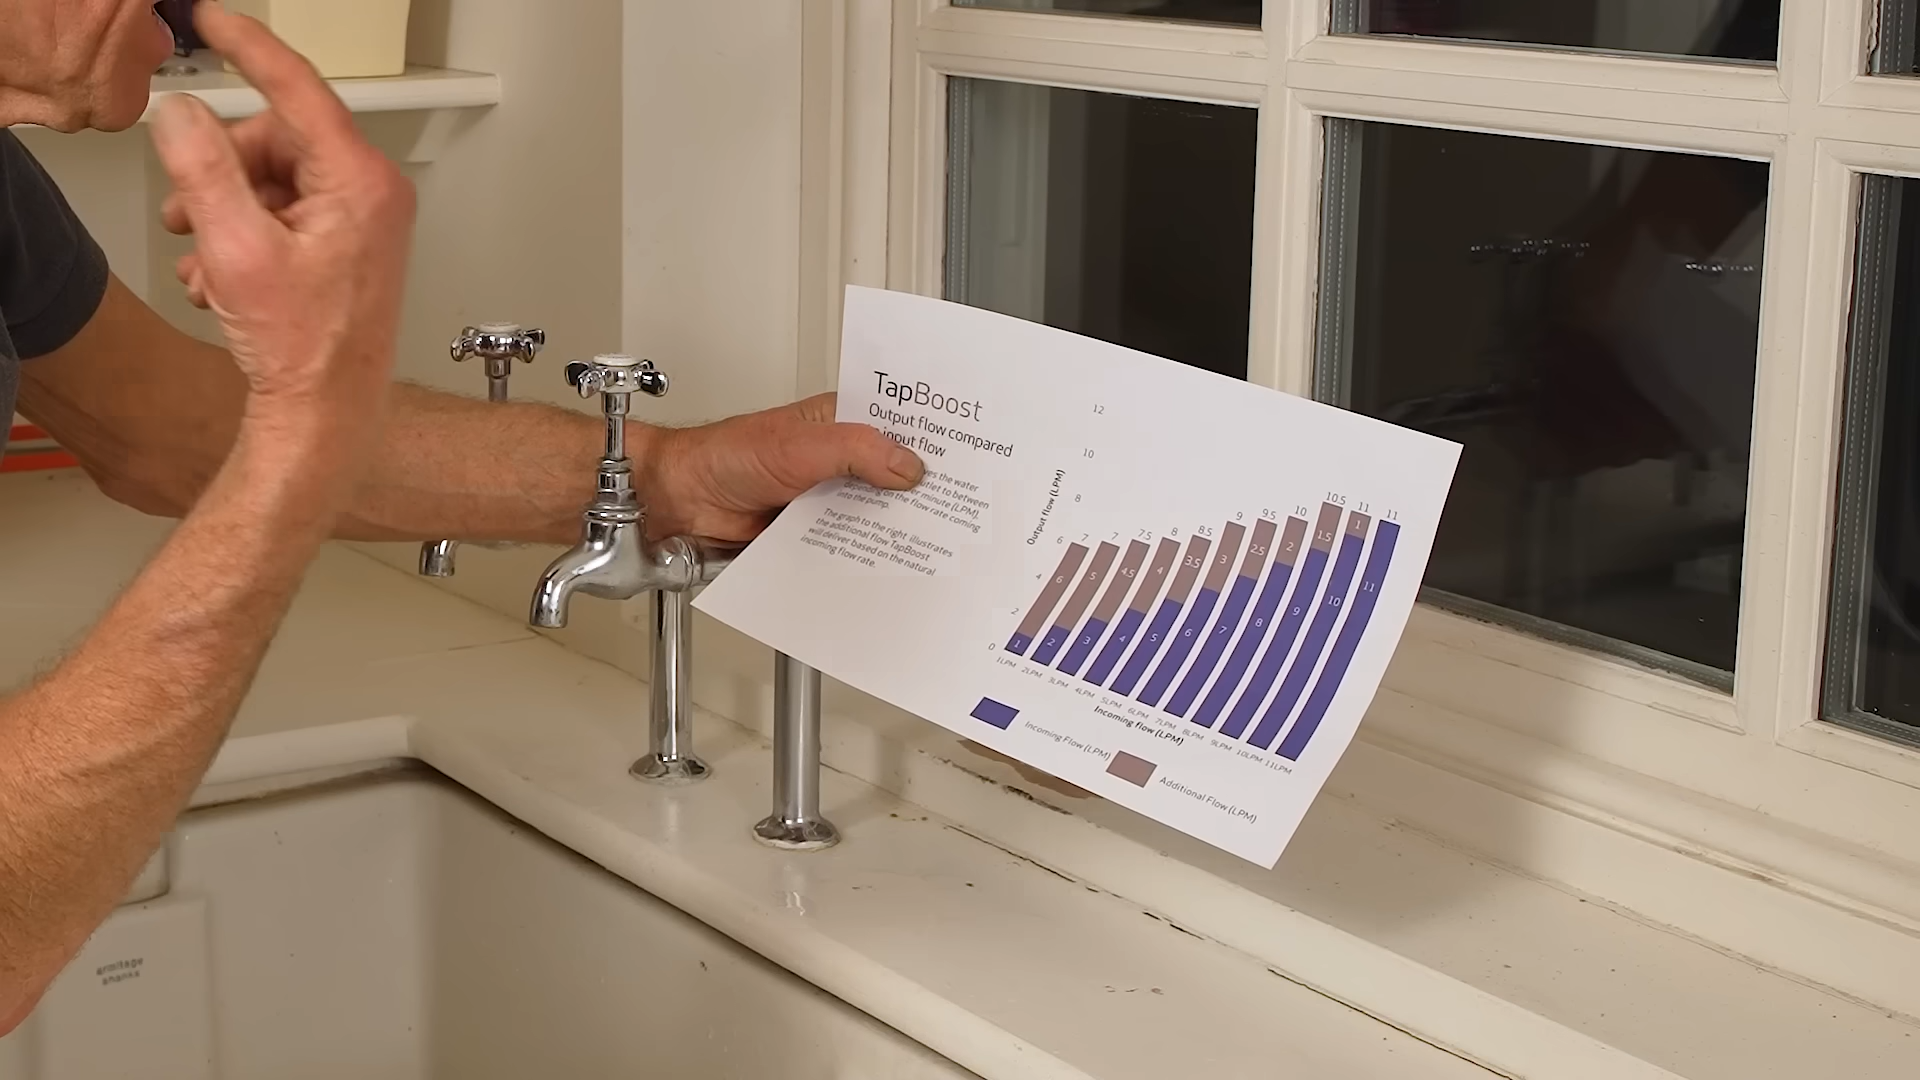 TapBoost
Output flow compared
input flow
ves the water
utlet to between
er minute (LPM),
depending on the flow rate coming
into the pump.
The graph to the right illustrates
the additional flow TapBoost
will deliver based on the natural
incoming flow rate.
Output flow (LPM)
12
10
8
6
4
2
0
7 7 7.5 8 8.5 9 9.5 10 10.5 11 11
6 5 4.5 4 3.5 3 2.5 2 1.5 1
1 2 3 4 5 6 7 8 9 10 11
1LPM 2LPM 3LPM 4LPM 5LPM 6LPM 7LPM 8LPM 9LPM 10LPM 11LPM
Incoming flow (LPM)
Incoming Flow (LPM)
Additional Flow (LPM)
armitage
shanks